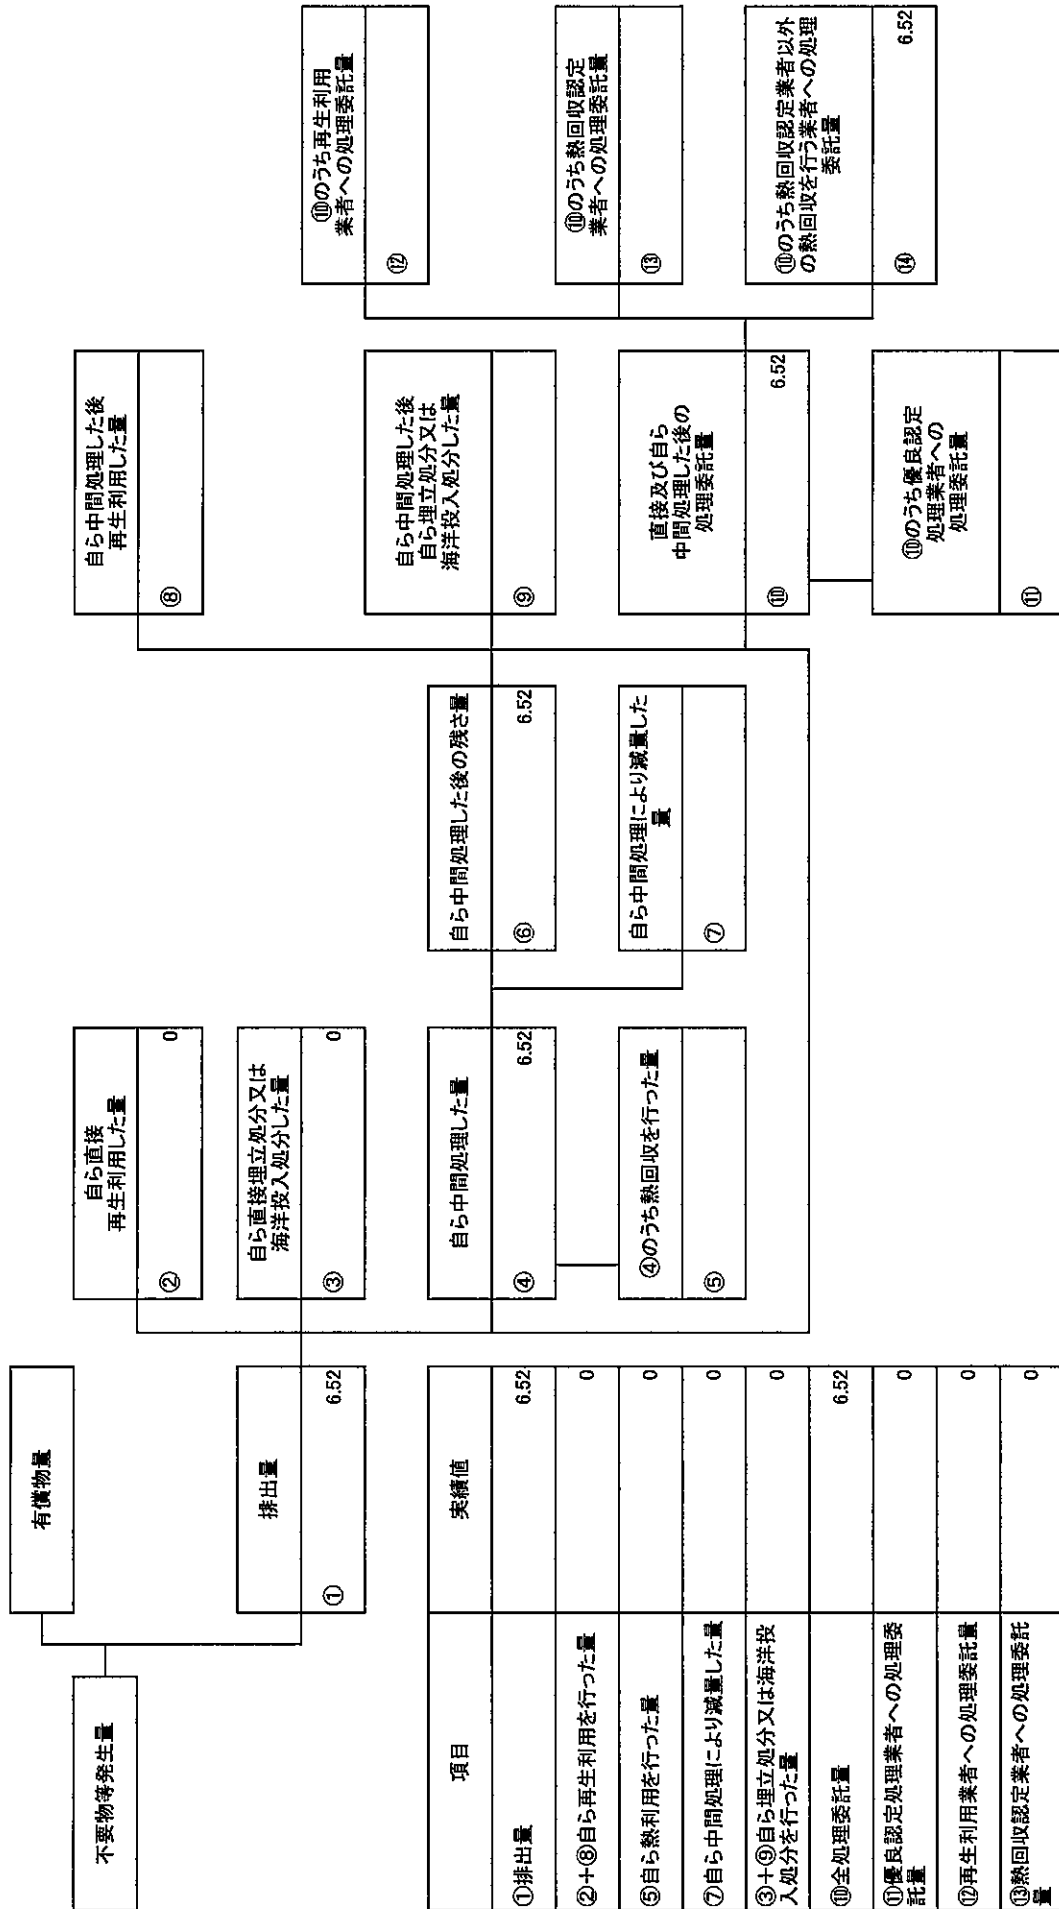 不要物等発生量
有償物量
排出量
① 6.52
自ら直接
再生利用した量
② 0
自ら直接埋立処分又は
海洋投入処分した量
③ 0
自ら中間処理した量
④ 6.52
④のうち熱回収を行った量
⑤
自ら中間処理した後の残さ量
⑥ 6.52
自ら中間処理により減量した
量
⑦
自ら中間処理した後
再生利用した量
⑧
自ら中間処理した後
自ら埋立処分又は
海洋投入処分した量
⑨
直接及び自ら
中間処理した後の
処理委託量
⑩ 6.52
⑩のうち優良認定
処理業者への
処理委託量
⑪
⑩のうち再生利用
業者への処理委託量
⑫
⑩のうち熱回収認定
業者への処理委託量
⑬
⑩のうち熱回収認定業者以外
の熱回収を行う業者への処理
委託量
⑭ 6.52
項目 実績値
①排出量 6.52
②+⑧自ら再生利用を行った量 0
⑤自ら熱利用を行った量 0
⑦自ら中間処理により減量した量 0
③+⑨自ら埋立処分又は海洋投
入処分を行った量 0
⑩全処理委託量 6.52
⑪優良認定処理業者への処理委
託量 0
⑫再生利用業者への処理委託量 0
⑬熱回収認定業者への処理委託
量 0